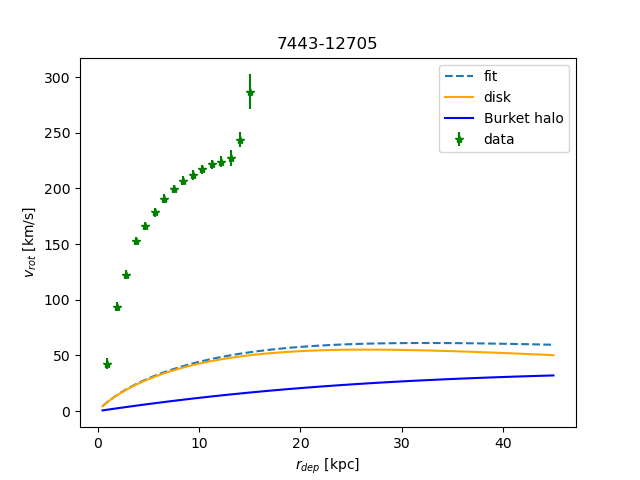 7443-12705
fit
disk
Burket halo
data
300
250
200
150
100
50
0
v_rot [km/s]
0 10 20 30 40
r_dep [kpc]